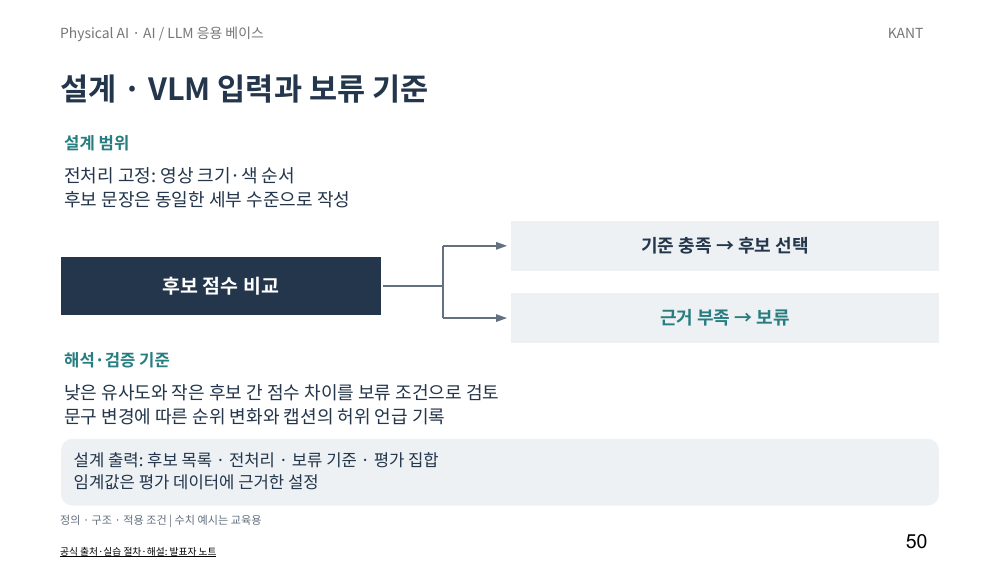 Physical AI · AI / LLM 응용 베이스
KANT
설계 · VLM 입력과 보류 기준
설계 범위
전처리 고정: 영상 크기·색 순서
후보 문장은 동일한 세부 수준으로 작성
후보 점수 비교
기준 충족 → 후보 선택
근거 부족 → 보류
해석·검증 기준
낮은 유사도와 작은 후보 간 점수 차이를 보류 조건으로 검토
문구 변경에 따른 순위 변화와 캡션의 허위 언급 기록
설계 출력: 후보 목록 · 전처리 · 보류 기준 · 평가 집합
임계값은 평가 데이터에 근거한 설정
정의 · 구조 · 적용 조건 | 수치 예시는 교육용
공식 출처·실습 절차·해설: 발표자 노트
50